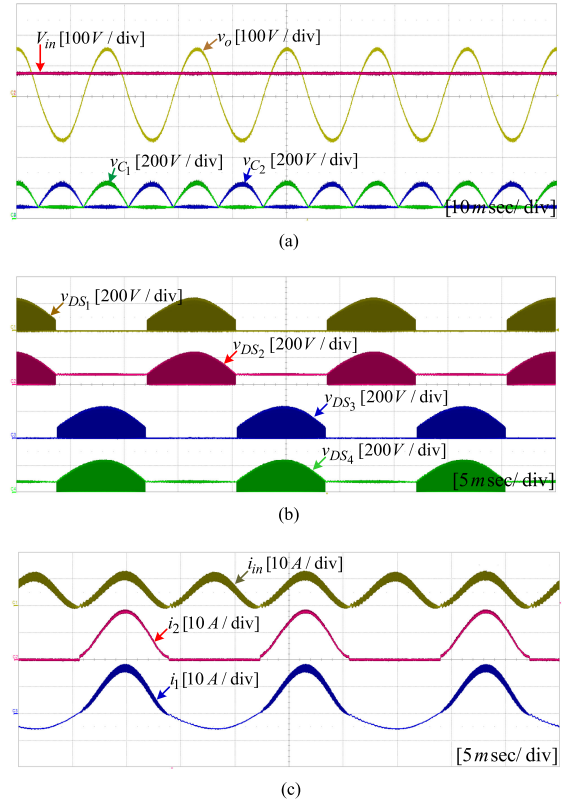 V_in [100V / div]
v_o [100V / div]
v_C1 [200V / div]
v_C2 [200V / div]
[10 m sec/ div]
(a)
v_DS1 [200V / div]
v_DS2 [200V / div]
v_DS3 [200V / div]
v_DS4 [200V / div]
[5 m sec/ div]
(b)
i_in [10 A / div]
i_2 [10 A / div]
i_1 [10 A / div]
[5 m sec/ div]
(c)